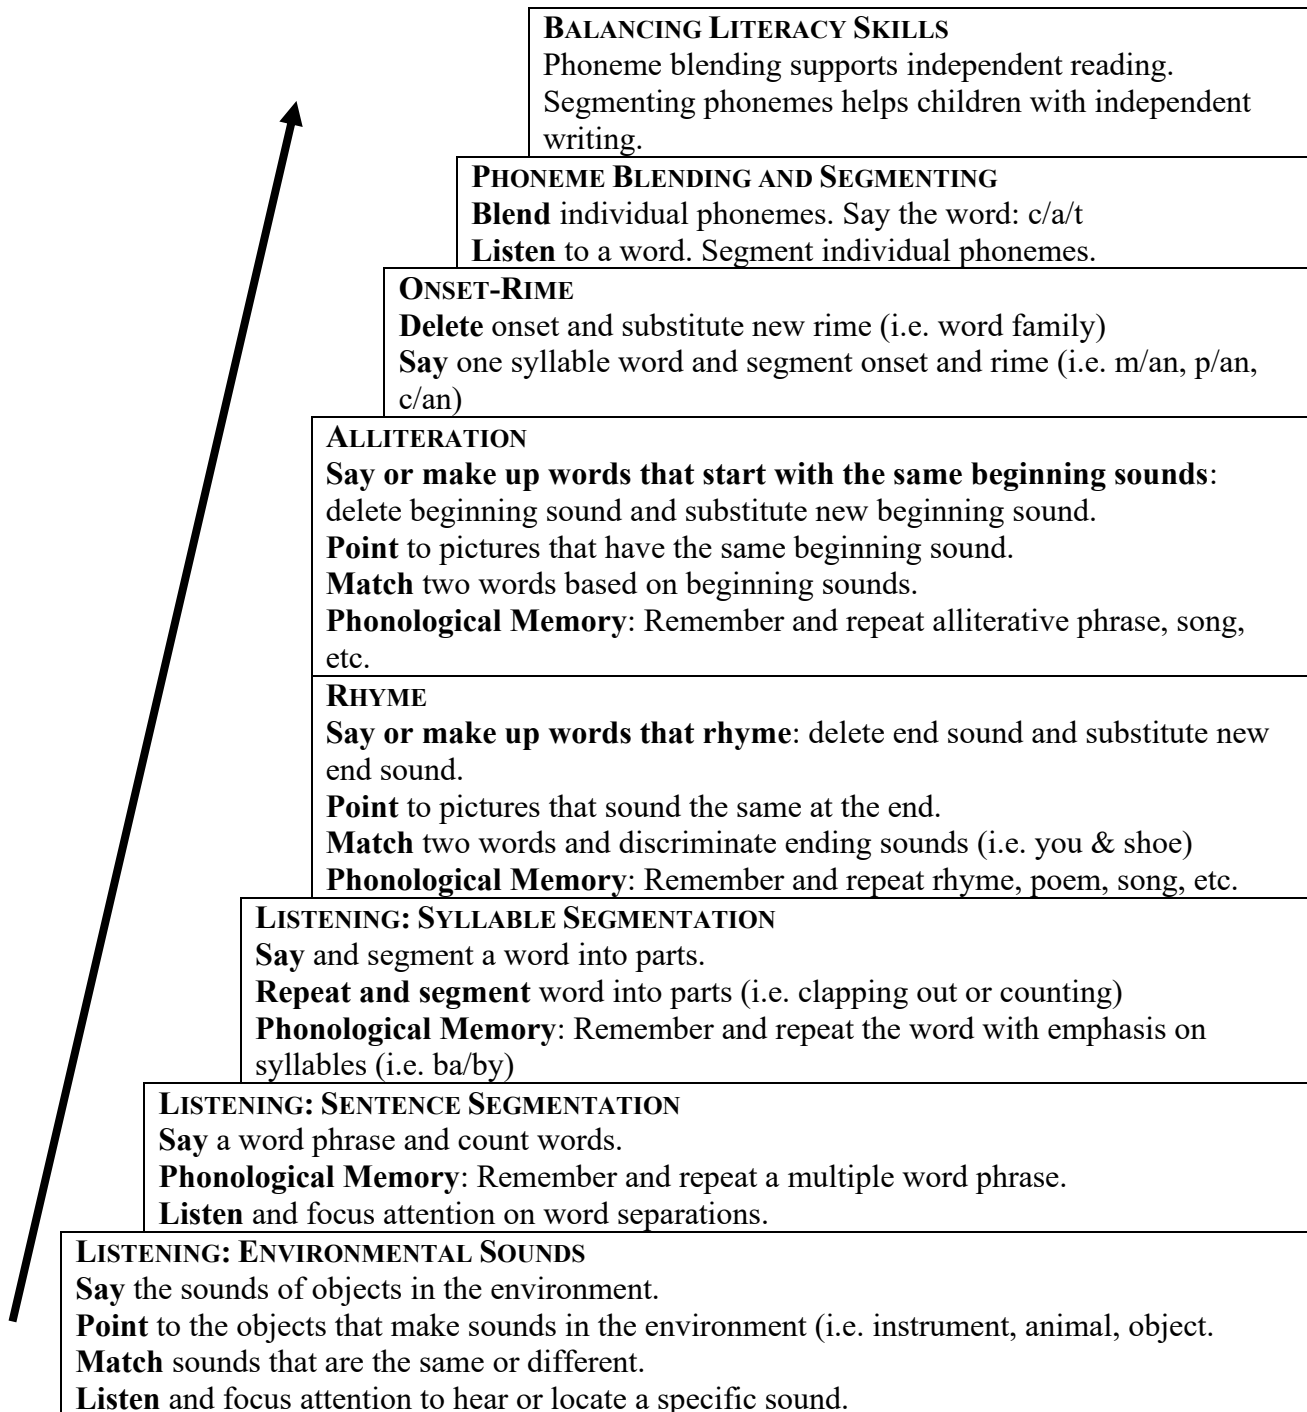 BALANCING LITERACY SKILLS
Phoneme blending supports independent reading.
Segmenting phonemes helps children with independent
writing.
PHONEME BLENDING AND SEGMENTING
Blend individual phonemes. Say the word: c/a/t
Listen to a word. Segment individual phonemes.
ONSET-RIME
Delete onset and substitute new rime (i.e. word family)
Say one syllable word and segment onset and rime (i.e. m/an, p/an,
c/an)
ALLITERATION
Say or make up words that start with the same beginning sounds:
delete beginning sound and substitute new beginning sound.
Point to pictures that have the same beginning sound.
Match two words based on beginning sounds.
Phonological Memory: Remember and repeat alliterative phrase, song,
etc.
RHYME
Say or make up words that rhyme: delete end sound and substitute new
end sound.
Point to pictures that sound the same at the end.
Match two words and discriminate ending sounds (i.e. you & shoe)
Phonological Memory: Remember and repeat rhyme, poem, song, etc.
LISTENING: SYLLABLE SEGMENTATION
Say and segment a word into parts.
Repeat and segment word into parts (i.e. clapping out or counting)
Phonological Memory: Remember and repeat the word with emphasis on
syllables (i.e. ba/by)
LISTENING: SENTENCE SEGMENTATION
Say a word phrase and count words.
Phonological Memory: Remember and repeat a multiple word phrase.
Listen and focus attention on word separations.
LISTENING: ENVIRONMENTAL SOUNDS
Say the sounds of objects in the environment.
Point to the objects that make sounds in the environment (i.e. instrument, animal, object.
Match sounds that are the same or different.
Listen and focus attention to hear or locate a specific sound.